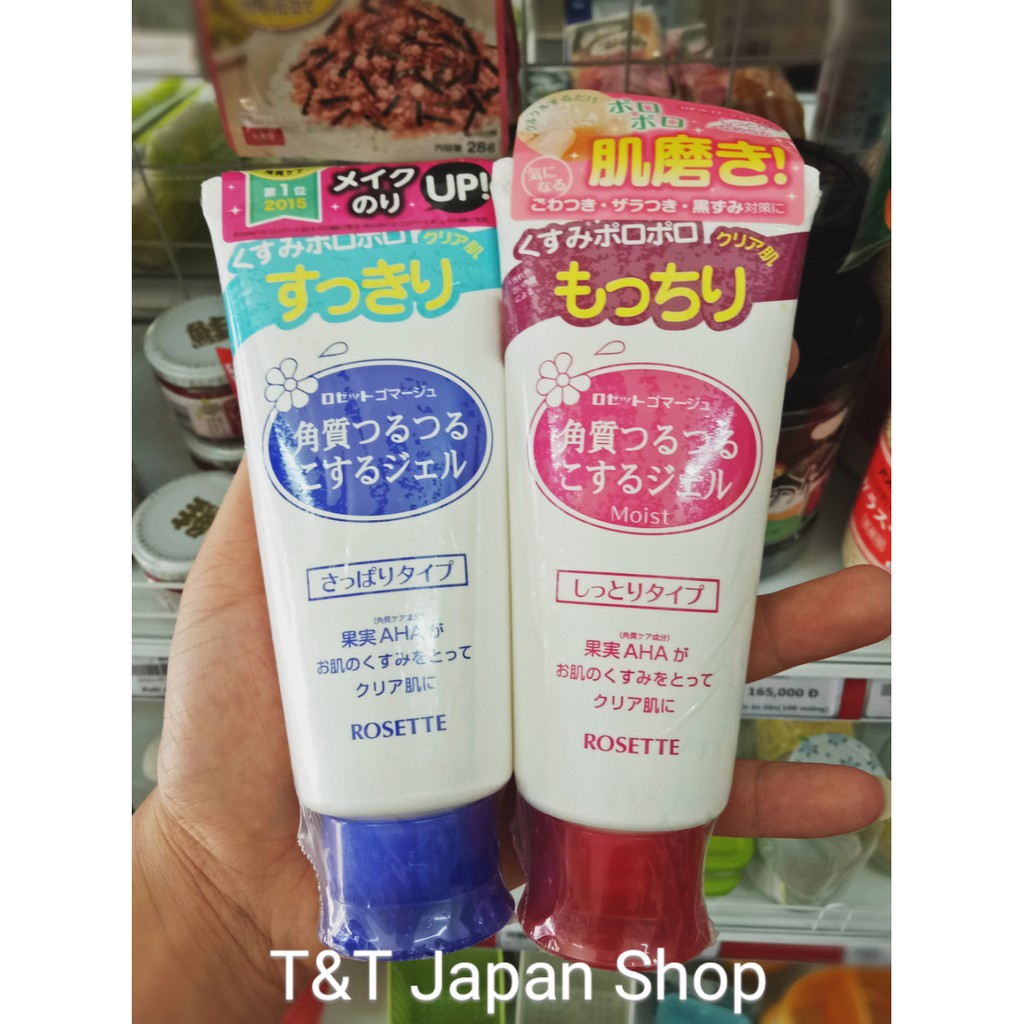 内容量 28g
第1位
2015
メイク
のり
UP!
くすみポロポロ
クリア肌
すっきり
ロゼットゴマージュ
角質つるつる
こするジェル
さっぱりタイプ
(角質ケア成分)
果実AHAが
お肌のくすみをとって
クリア肌に
ROSETTE
ポロ
ポロ
気に
なる
肌磨き!
ごわつき・ザラつき・黒ずみ対策に
くすみポロポロ
クリア肌
もっちり
ロゼットゴマージュ
角質つるつる
こするジェル
Moist
しっとりタイプ
(角質ケア成分)
果実AHAが
お肌のくすみをとって
クリア肌に
ROSETTE
鮭
165,000 Đ
T&T Japan Shop